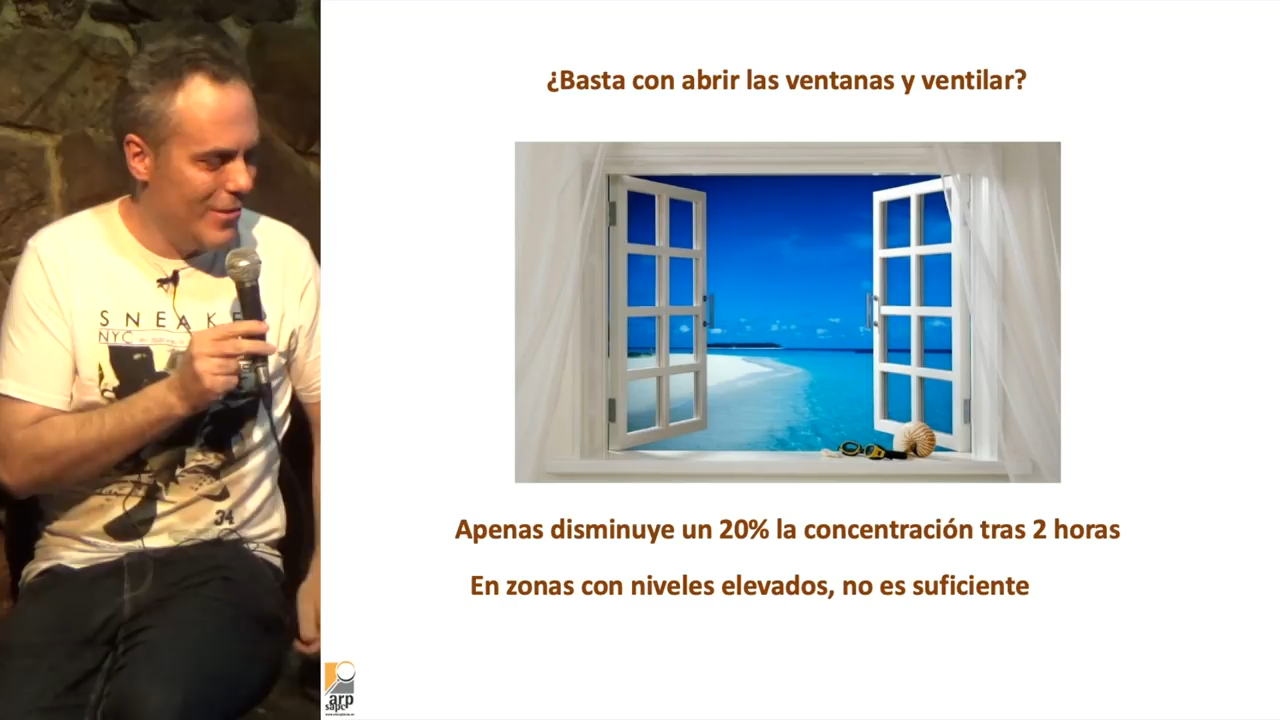 ¿Basta con abrir las ventanas y ventilar?
SNEAKE
NYC
34
Apenas disminuye un 20% la concentración tras 2 horas
En zonas con niveles elevados, no es suficiente
arp
sapc